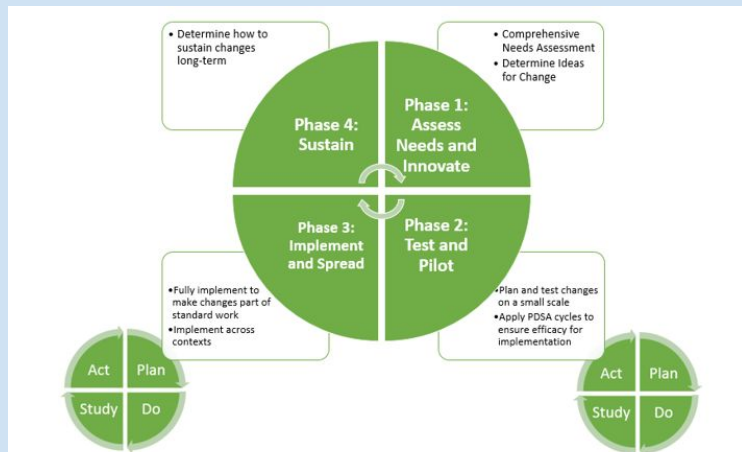 • Determine how to
sustain changes
long-term
• Comprehensive
Needs Assessment
• Determine Ideas
for Change
Phase 4:
Sustain
Phase 1:
Assess
Needs and
Innovate
Phase 3:
Implement
and Spread
Phase 2:
Test and
Pilot
•Fully implement to
make changes part of
standard work
•Implement across
contexts
•Plan and test changes
on a small scale
•Apply PDSA cycles to
ensure efficacy for
implementation
Act
Plan
Study
Do
Act
Plan
Study
Do